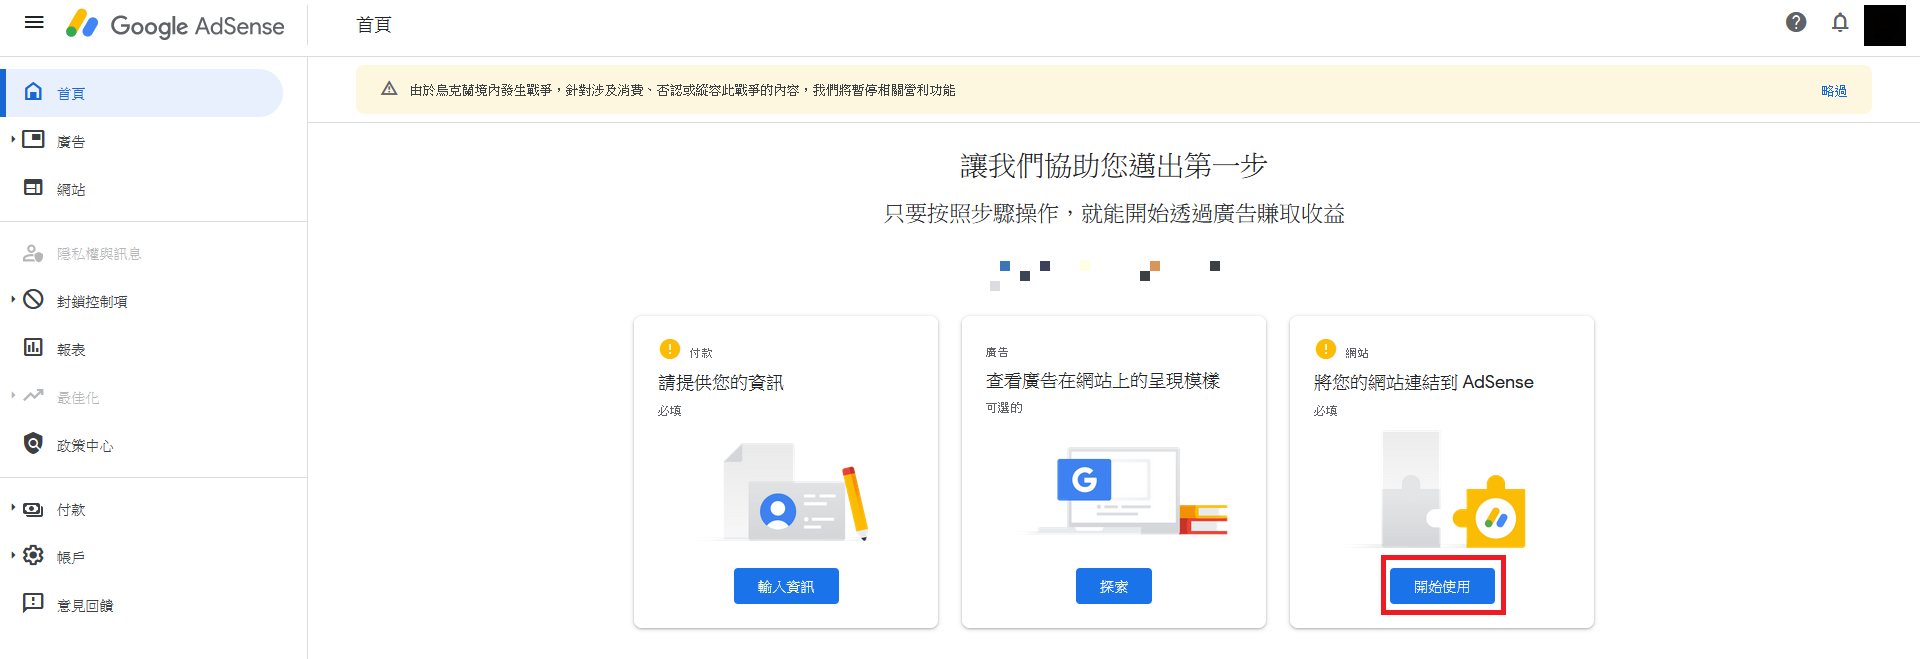 Google AdSense
首頁
首頁
廣告
網站
隱私權與訊息
封鎖控制項
報表
最佳化
政策中心
付款
帳戶
意見回饋
由於烏克蘭境內發生戰爭，針對涉及消費、否認或縱容此戰爭的內容，我們將暫停相關營利功能
略過
讓我們協助您邁出第一步
只要按照步驟操作，就能開始透過廣告賺取收益
付款
請提供您的資訊
必填
輸入資訊
廣告
查看廣告在網站上的呈現模樣
可選的
G
探索
網站
將您的網站連結到 AdSense
必填
開始使用